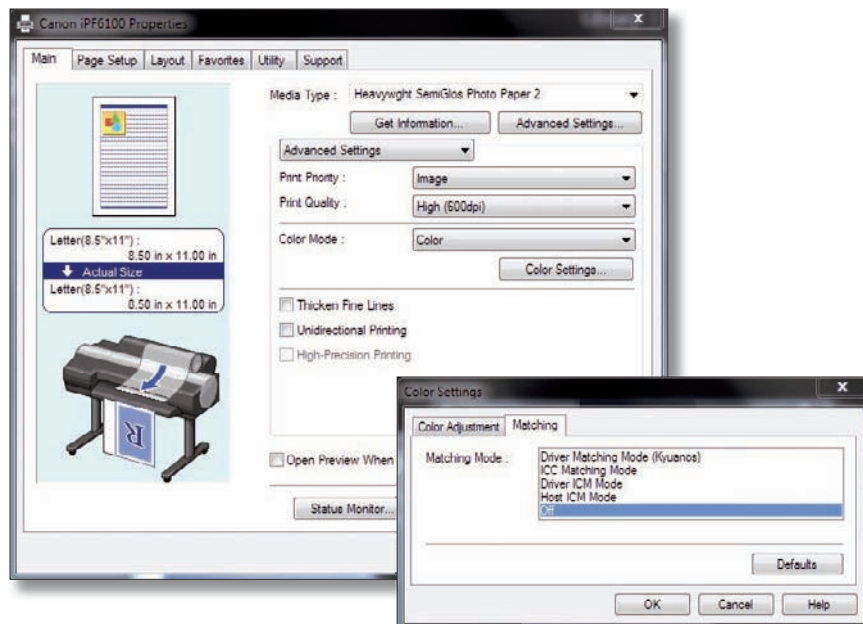 Canon iPF6100 Properties
x
Main Page Setup Layout Favorites Utility Support
Media Type : Heavywght SemiGlos Photo Paper 2
Get Information... Advanced Settings...
Advanced Settings
Print Priority : Image
Print Quality : High (600dpi)
Color Mode : Color
Color Settings...
Letter(8.5"x11") :
8.50 in x 11.00 in
Actual Size
Letter(8.5"x11") :
8.50 in x 11.00 in
Thicken Fine Lines
Unidirectional Printing
High-Precision Printing
R
Open Preview When
Status Monitor...
Color Settings
x
Color Adjustment Matching
Matching Mode :
Driver Matching Mode (Kyuanos)
ICC Matching Mode
Driver ICM Mode
Host ICM Mode
Off
Defaults
OK Cancel Help